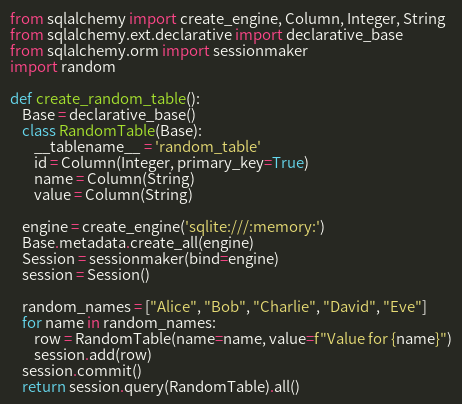 from sqlalchemy import create_engine, Column, Integer, String
from sqlalchemy.ext.declarative import declarative_base
from sqlalchemy.orm import sessionmaker
import random

def create_random_table():
    Base = declarative_base()
    class RandomTable(Base):
        __tablename__ = 'random_table'
        id = Column(Integer, primary_key=True)
        name = Column(String)
        value = Column(String)

    engine = create_engine('sqlite:///:memory:')
    Base.metadata.create_all(engine)
    Session = sessionmaker(bind=engine)
    session = Session()

    random_names = ["Alice", "Bob", "Charlie", "David", "Eve"]
    for name in random_names:
        row = RandomTable(name=name, value=f"Value for {name}")
        session.add(row)
    session.commit()
    return session.query(RandomTable).all()